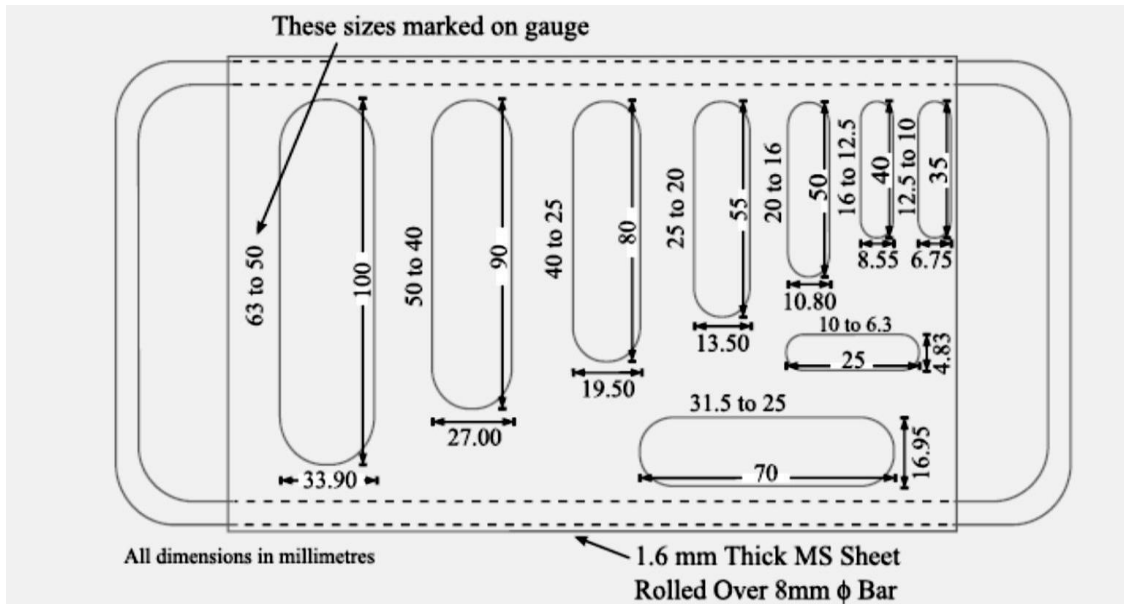 These sizes marked on gauge
63 to 50
100
33.90
50 to 40
90
27.00
40 to 25
80
19.50
25 to 20
55
13.50
20 to 16
50
10.80
16 to 12.5
40
8.55
12.5 to 10
35
6.75
10 to 6.3
25
4.83
31.5 to 25
70
16.95
All dimensions in millimetres
1.6 mm Thick MS Sheet
Rolled Over 8mm ϕ Bar